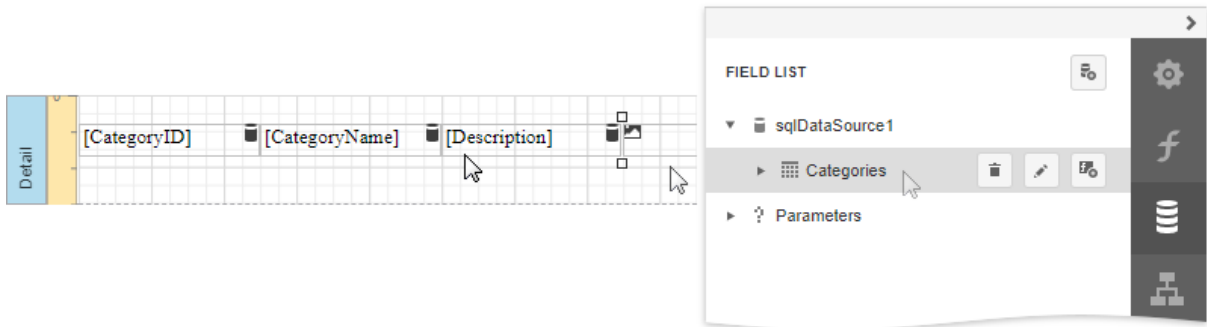 Detail
[CategoryID] [CategoryName] [Description]
FIELD LIST
sqlDataSource1
Categories
Parameters